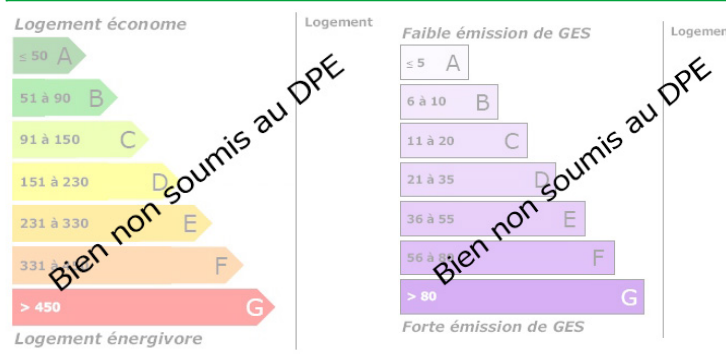 Logement économe
Logement
≤ 50 A
51 à 90 B
91 à 150 C
151 à 230 D
231 à 330 E
331 à F
> 450 G
Logement énergivore
Bien non soumis au DPE
Faible émission de GES
Logemen
≤ 5 A
6 à 10 B
11 à 20 C
21 à 35 D
36 à 55 E
56 à 80 F
> 80 G
Forte émission de GES
Bien non soumis au DPE